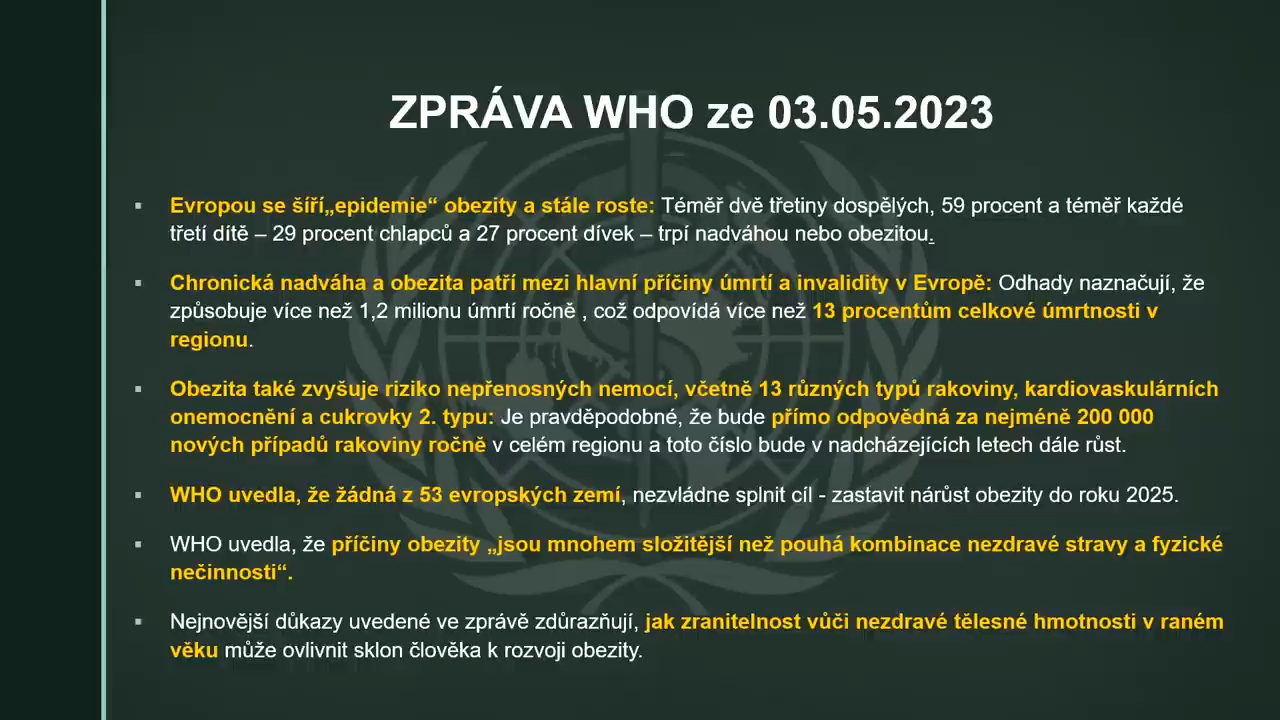 ZPRÁVA WHO ze 03.05.2023
▪ Evropou se šíří„epidemie“ obezity a stále roste: Téměř dvě třetiny dospělých, 59 procent a téměř každé
třetí dítě – 29 procent chlapců a 27 procent dívek – trpí nadváhou nebo obezitou.
▪ Chronická nadváha a obezita patří mezi hlavní příčiny úmrtí a invalidity v Evropě: Odhady naznačují, že
způsobuje více než 1,2 milionu úmrtí ročně , což odpovídá více než 13 procentům celkové úmrtnosti v
regionu.
▪ Obezita také zvyšuje riziko nepřenosných nemocí, včetně 13 různých typů rakoviny, kardiovaskulárních
onemocnění a cukrovky 2. typu: Je pravděpodobné, že bude přímo odpovědná za nejméně 200 000
nových případů rakoviny ročně v celém regionu a toto číslo bude v nadcházejících letech dále růst.
▪ WHO uvedla, že žádná z 53 evropských zemí, nezvládne splnit cíl - zastavit nárůst obezity do roku 2025.
▪ WHO uvedla, že příčiny obezity „jsou mnohem složitější než pouhá kombinace nezdravé stravy a fyzické
nečinnosti“.
▪ Nejnovější důkazy uvedené ve zprávě zdůrazňují, jak zranitelnost vůči nezdravé tělesné hmotnosti v raném
věku může ovlivnit sklon člověka k rozvoji obezity.